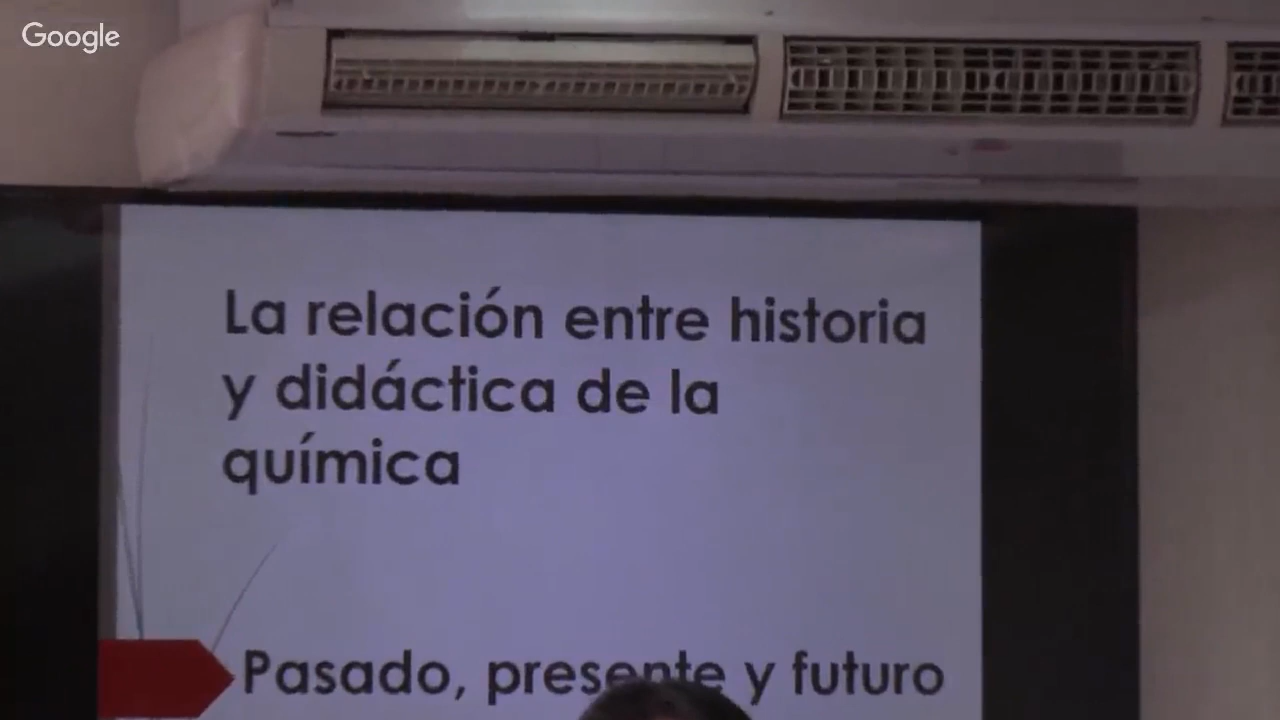 Google
La relación entre historia
y didáctica de la
química
Pasado, presente y futuro